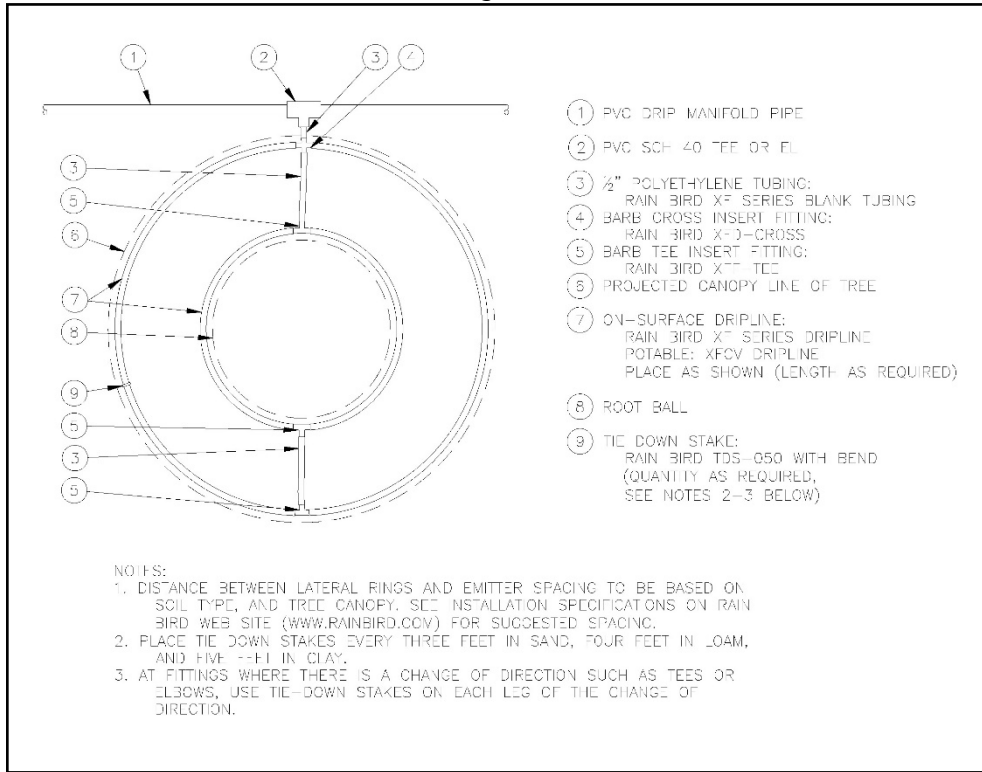 1
2
3
4
3
5
6
7
8
9
5
3
5
1 PVC DRIP MANIFOLD PIPE
2 PVC SCH 40 TEE OR EL
3 ½" POLYETHYLENE TUBING:
RAIN BIRD XF SERIES BLANK TUBING
4 BARB CROSS INSERT FITTING:
RAIN BIRD XFD-CROSS
5 BARB TEE INSERT FITTING:
RAIN BIRD XFF-TEE
6 PROJECTED CANOPY LINE OF TREE
7 ON-SURFACE DRIPLINE:
RAIN BIRD XF SERIES DRIPLINE
POTABLE: XFCV DRIPLINE
PLACE AS SHOWN (LENGTH AS REQUIRED)
8 ROOT BALL
9 TIE DOWN STAKE:
RAIN BIRD TDS-050 WITH BEND
(QUANTITY AS REQUIRED,
SEE NOTES 2-3 BELOW)
NOTES:
1. DISTANCE BETWEEN LATERAL RINGS AND EMITTER SPACING TO BE BASED ON
SOIL TYPE, AND TREE CANOPY. SEE INSTALLATION SPECIFICATIONS ON RAIN
BIRD WEB SITE (WWW.RAINBIRD.COM) FOR SUGGESTED SPACING.
2. PLACE TIE DOWN STAKES EVERY THREE FEET IN SAND, FOUR FEET IN LOAM,
AND FIVE FEET IN CLAY.
3. AT FITTINGS WHERE THERE IS A CHANGE OF DIRECTION SUCH AS TEES OR
ELBOWS, USE TIE-DOWN STAKES ON EACH LEG OF THE CHANGE OF
DIRECTION.